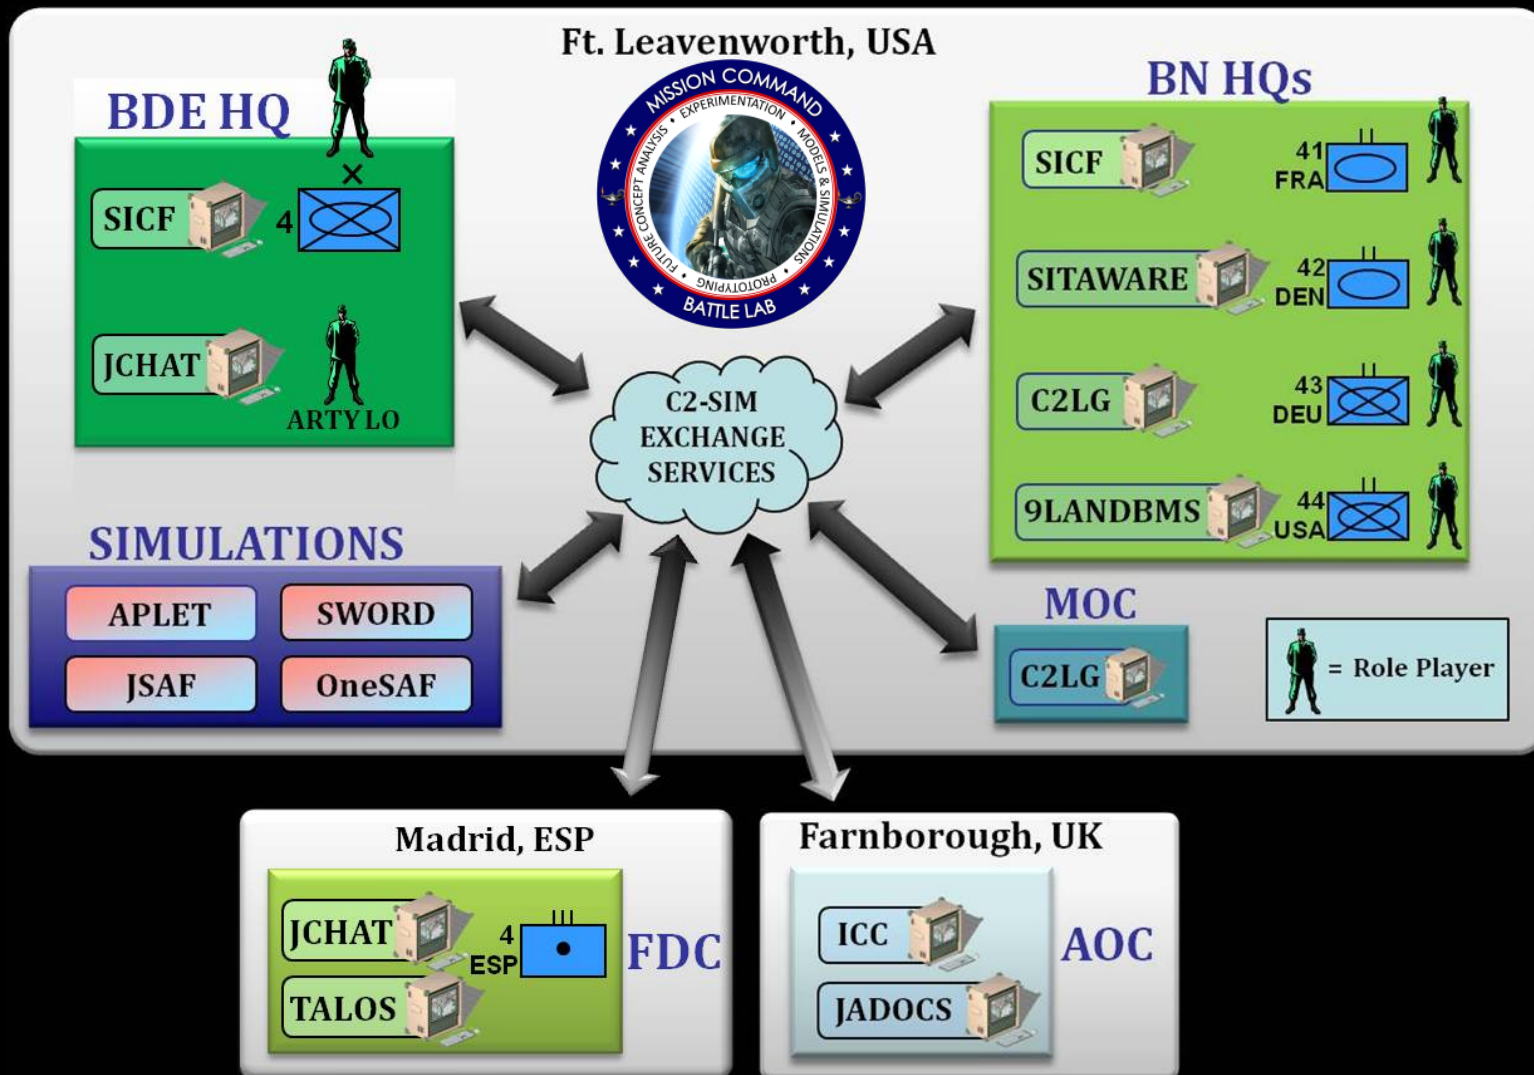 Ft. Leavenworth, USA
MISSION COMMAND
BATTLE LAB
FUTURE CONCEPT ANALYSIS • EXPERIMENTATION • MODELS & SIMULATIONS • PROTOTYPING •
BDE HQ
SICF
4
JCHAT
ARTY LO
BN HQs
SICF
41
FRA
SITAWARE
42
DEN
C2LG
43
DEU
9LANDBMS
44
USA
C2-SIM
EXCHANGE
SERVICES
SIMULATIONS
APLET
SWORD
JSAF
OneSAF
MOC
C2LG
= Role Player
Madrid, ESP
JCHAT
TALOS
4
ESP
FDC
Farnborough, UK
ICC
JADOCS
AOC